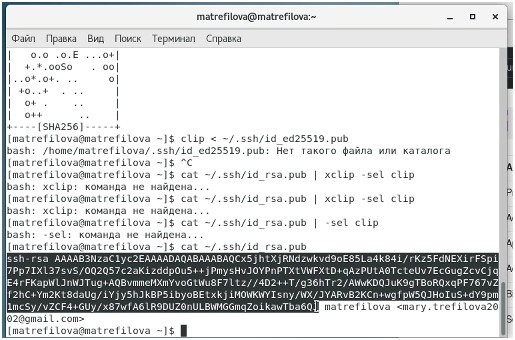 matrefilova@matrefilova:~
Файл Правка Вид Поиск Терминал Справка
| o.o .o.E ...o+|
| +.*.ooSo . oo|
|..o*.o+. .. o|
| +o..+ . .. |
| o+ . .. |
| o++ .. |
+----[SHA256]-----+
[matrefilova@matrefilova ~]$ clip < ~/.ssh/id_ed25519.pub
bash: /home/matrefilova/.ssh/id_ed25519.pub: Нет такого файла или каталога
[matrefilova@matrefilova ~]$ ^C
[matrefilova@matrefilova ~]$ cat ~/.ssh/id_rsa.pub | xclip -sel clip
bash: xclip: команда не найдена...
[matrefilova@matrefilova ~]$ cat ~/.ssh/id_rsa.pub | xclip -sel clip
bash: xclip: команда не найдена...
[matrefilova@matrefilova ~]$ cat ~/.ssh/id_rsa.pub | -sel clip
bash: -sel: команда не найдена...
[matrefilova@matrefilova ~]$ cat ~/.ssh/id_rsa.pub
ssh-rsa AAAAB3NzaC1yc2EAAAADAQABAAABAQCx5jhtXjRNdzwkvd9oE85La4k84i/rKz5FdNEXirFSpi
7Pp7IXl37svS/OQ2Q57c2aKizddpOu5++jPmysHvJOYPnPTXtVWFXtD+qAzPUtA0TcteUv7EcGugZcvCjq
E4rFKapWlJnWJTug+AQBvmmeMXmYvoGtWu8F7ltz//4D2++T/g36hTr2/AWwKDQJuK9gTBoRQxqPF767vZ
f2hC+Ym2Kt8daUg/iYjy5hJkBP5ibyoBEtxkjiMOWKWYIsny/WX/JYARvB2KCn+wgfpW5QJHoIuS+dY9pm
1mcSy/vZCF4+GUy/x87wfA6lR9DUZ0nULBWMGGmqZoikawTba6Qj matrefilova <mary.trefilova20
02@gmail.com>
[matrefilova@matrefilova ~]$